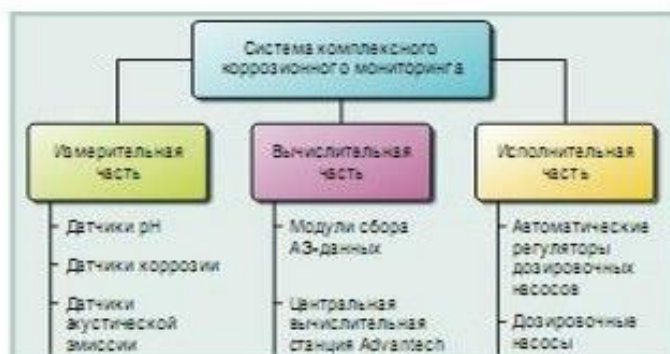 Система комплексного
коррозионного мониторинга
Измерительная
часть
Вычислительная
часть
Исполнительная
часть
Датчики pH
Датчики коррозии
Датчики
акустической
эмиссии
Модули сбора
АЭ-данных
Центральная
вычислительная
станция Advantech
Автоматические
регуляторы
дозировочных
насосов
Дозировочные
насосы